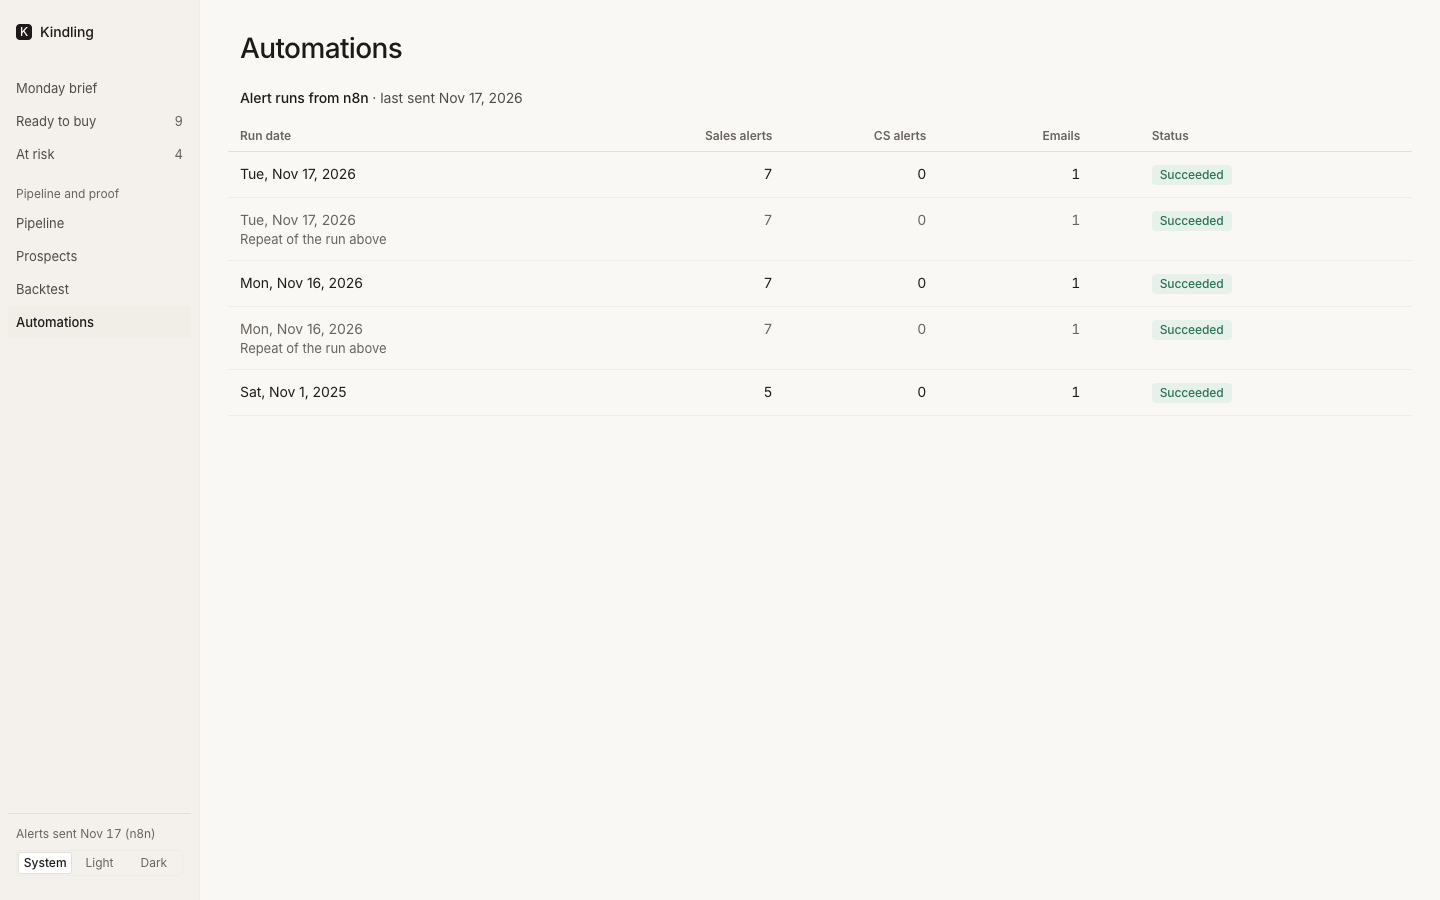 K Kindling
Monday brief
Ready to buy 9
At risk 4
Pipeline and proof
Pipeline
Prospects
Backtest
Automations
Alerts sent Nov 17 (n8n)
System Light Dark
Automations
Alert runs from n8n · last sent Nov 17, 2026
Run date Sales alerts CS alerts Emails Status
Tue, Nov 17, 2026 7 0 1 Succeeded
Tue, Nov 17, 2026 7 0 1 Succeeded
Repeat of the run above
Mon, Nov 16, 2026 7 0 1 Succeeded
Mon, Nov 16, 2026 7 0 1 Succeeded
Repeat of the run above
Sat, Nov 1, 2025 5 0 1 Succeeded